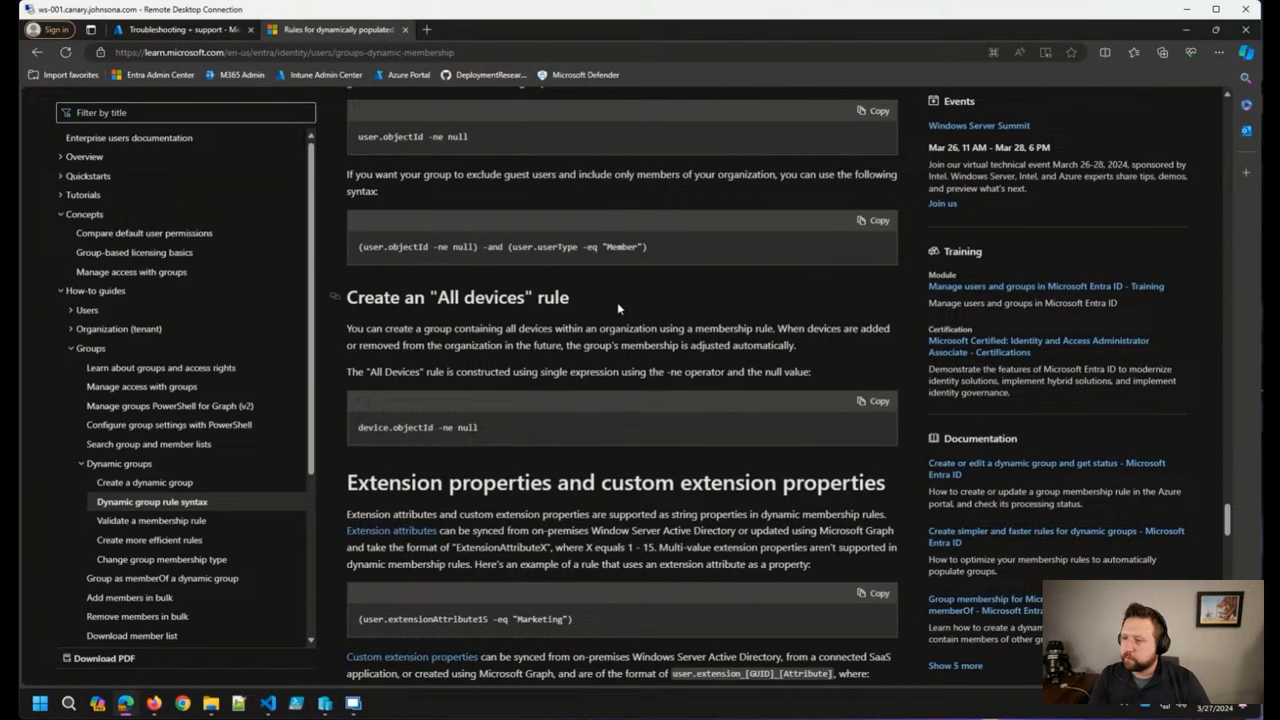 ws-001.canary.johnsona.com - Remote Desktop Connection
Sign in
Troubleshooting + support - Mi
Rules for dynamically populated
https://learn.microsoft.com/en-us/entra/identity/users/groups-dynamic-membership
Import favorites
Entra Admin Center
M365 Admin
Intune Admin Center
Azure Portal
DeploymentResear...
Microsoft Defender
Filter by title
Enterprise users documentation
Overview
Quickstarts
Tutorials
Concepts
Compare default user permissions
Group-based licensing basics
Manage access with groups
How-to guides
Users
Organization (tenant)
Groups
Learn about groups and access rights
Manage access with groups
Manage groups PowerShell for Graph (v2)
Configure group settings with PowerShell
Search group and member lists
Dynamic groups
Create a dynamic group
Dynamic group rule syntax
Validate a membership rule
Create more efficient rules
Change group membership type
Group as memberOf a dynamic group
Add members in bulk
Remove members in bulk
Download member list
Download PDF
Copy
user.objectId -ne null
If you want your group to exclude guest users and include only members of your organization, you can use the following
syntax:
Copy
(user.objectId -ne null) -and (user.userType -eq "Member")
Create an "All devices" rule
You can create a group containing all devices within an organization using a membership rule. When devices are added
or removed from the organization in the future, the group's membership is adjusted automatically.
The "All Devices" rule is constructed using single expression using the -ne operator and the null value:
Copy
device.objectId -ne null
Extension properties and custom extension properties
Extension attributes and custom extension properties are supported as string properties in dynamic membership rules.
Extension attributes can be synced from on-premises Window Server Active Directory or updated using Microsoft Graph
and take the format of "ExtensionAttributeX", where X equals 1 - 15. Multi-value extension properties aren't supported in
dynamic membership rules. Here's an example of a rule that uses an extension attribute as a property:
Copy
(user.extensionAttribute15 -eq "Marketing")
Custom extension properties can be synced from on-premises Windows Server Active Directory, from a connected SaaS
application, or created using Microsoft Graph, and are of the format of user.extension_[GUID]_[Attribute], where:
Events
Windows Server Summit
Mar 26, 11 AM - Mar 28, 6 PM
Join our virtual technical event March 26-28, 2024, sponsored by
Intel. Windows Server, Intel, and Azure experts share tips, demos,
and preview what's next.
Join us
Training
Module
Manage users and groups in Microsoft Entra ID - Training
Manage users and groups in Microsoft Entra ID
Certification
Microsoft Certified: Identity and Access Administrator
Associate - Certifications
Demonstrate the features of Microsoft Entra ID to modernize
identity solutions, implement hybrid solutions, and implement
identity governance.
Documentation
Create or edit a dynamic group and get status - Microsoft
Entra ID
How to create or update a group membership rule in the Azure
portal, and check its processing status.
Create simpler and faster rules for dynamic groups - Microsoft
Entra ID
How to optimize your membership rules to automatically
populate groups.
Group membership for Mic
memberOf - Microsoft Entr
Learn how to create a dynam
contain members of other gr
Show 5 more
3/27/2024